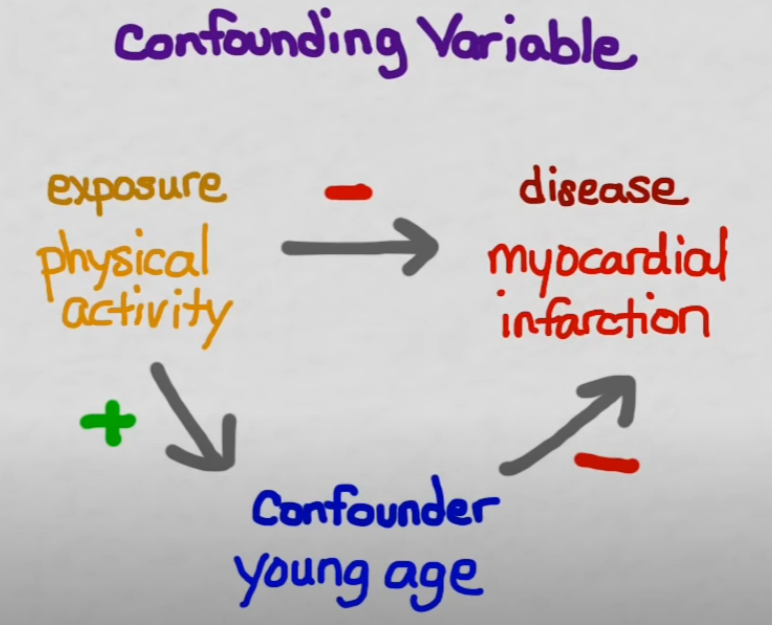 Confounding Variable
exposure
physical
activity
−
disease
myocardial
infarction
+
−
Confounder
young age